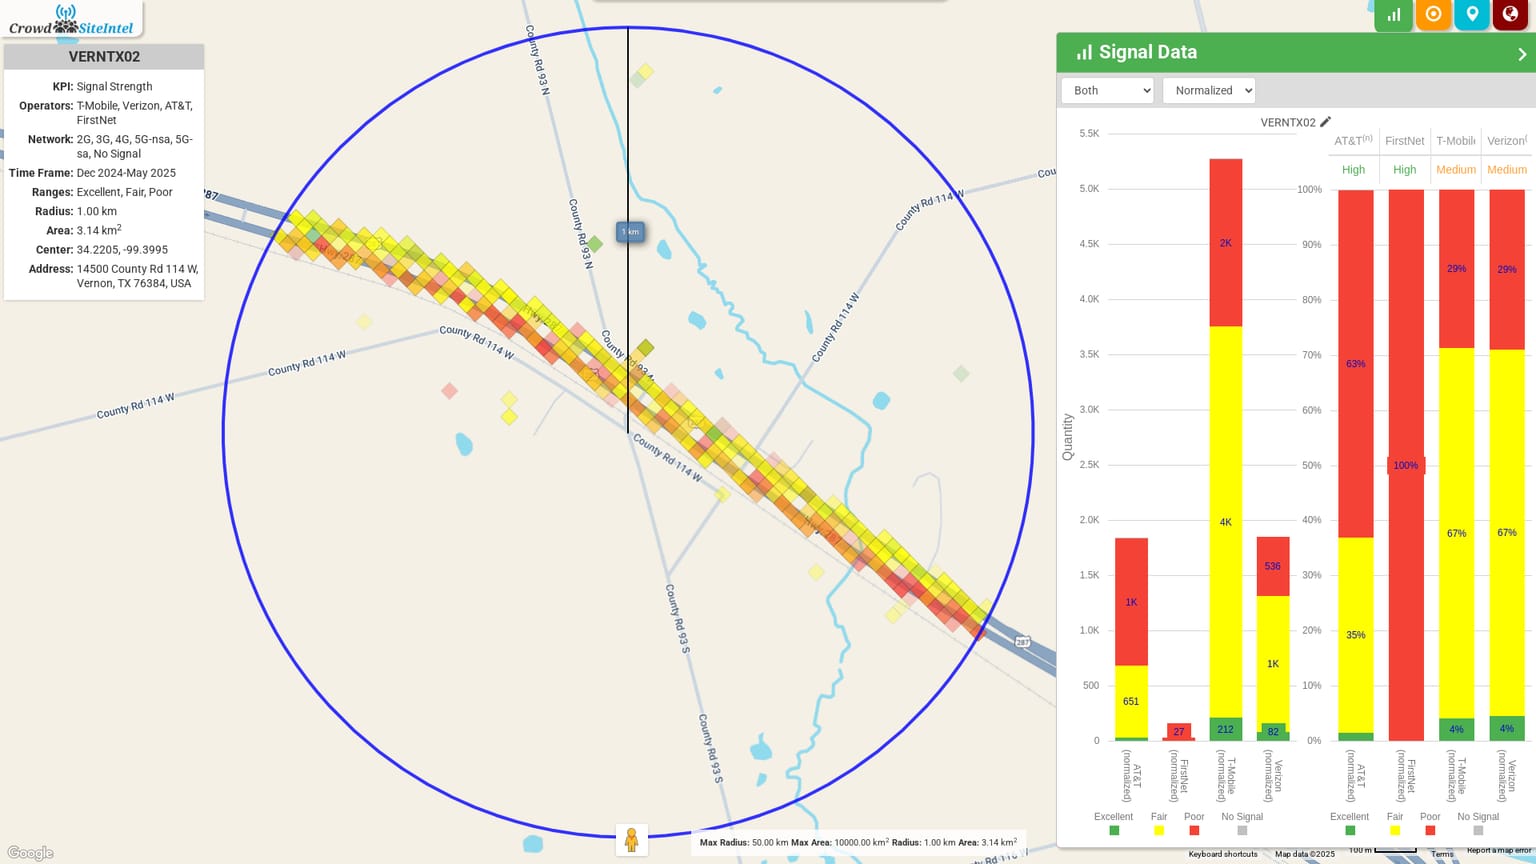 Crowd SiteIntel
VERNTX02
KPI: Signal Strength
Operators: T-Mobile, Verizon, AT&T,
FirstNet
Network: 2G, 3G, 4G, 5G-nsa, 5G-
sa, No Signal
Time Frame: Dec 2024-May 2025
Ranges: Excellent, Fair, Poor
Radius: 1.00 km
Area: 3.14 km²
Center: 34.2205, -99.3995
Address: 14500 County Rd 114 W,
Vernon, TX 76384, USA
County Rd 93 N
County Rd 93 N
County Rd 114 W
Cou
287
1 km
Hwy 287
County Rd 114 W
County Rd 114 W
County Rd 114 W
County Rd 114 W
County Rd 114 W
Hwy 287
287
County Rd 93 S
County Rd 93 S
Google
Max Radius: 50.00 km Max Area: 10000.00 km² Radius: 1.00 km Area: 3.14 km²
Signal Data
Both
Normalized
VERNTX02
5.5K
5.0K
4.5K
4.0K
3.5K
3.0K
2.5K
2.0K
1.5K
1.0K
500
0
Quantity
1K
651
27
2K
4K
212
536
1K
82
AT&T (normalized)
FirstNet (normalized)
T-Mobile (normalized)
Verizon (normalized)
Excellent
Fair
Poor
No Signal
AT&T(n)
FirstNet
T-Mobile
Verizon(
High
High
Medium
Medium
100%
90%
80%
70%
60%
50%
40%
30%
20%
10%
0%
63%
35%
100%
29%
67%
4%
29%
67%
4%
AT&T (normalized)
FirstNet (normalized)
T-Mobile (normalized)
Verizon (normalized)
Excellent
Fair
Poor
No Signal
Keyboard shortcuts
Map data ©2025
100 m
Terms
Report a map error